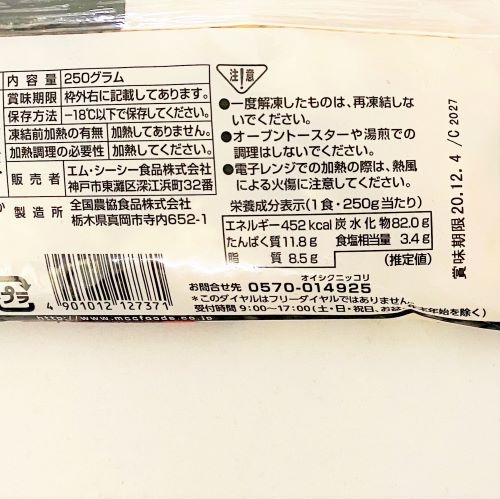 内容量 250グラム
賞味期限 枠外右に記載してあります。
保存方法 －18℃以下で保存してください。
凍結前加熱の有無 加熱してありません。
加熱調理の必要性 加熱してください。
販売者 エム・シーシー食品株式会社
神戸市東灘区深江浜町32番
製造所 全国農協食品株式会社
栃木県真岡市寺内652-1
注意
●一度解凍したものは、再凍結しな
いでください。
●オーブントースターや湯煎での
調理はしないでください。
●電子レンジでの加熱の際は、熱風
による火傷に注意してください。
栄養成分表示(1食・250g当たり)
エネルギー 452kcal 炭水化物 82.0g
たんぱく質 11.8g 食塩相当量 3.4g
脂質 8.5g (推定値)
オイシクニッコリ
お問合せ先 0570-014925
*このダイヤルはフリーダイヤルではありません。
受付時間 9:00～17:00(土・日・祝日、お盆・年末年始を除く)
賞味期限 20.12.4 /C 2027
プラ
4 901012 127371
http://www.mccfoods.co.jp